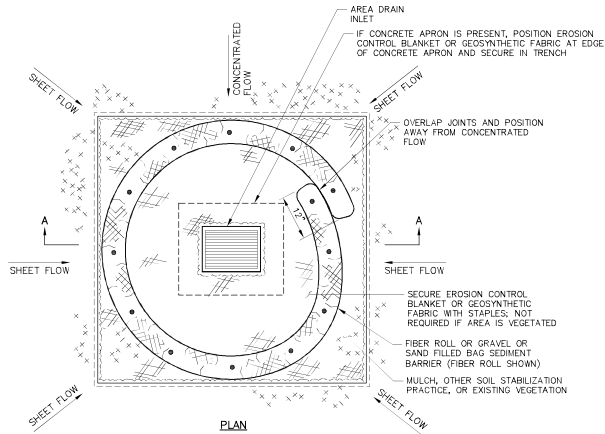 AREA DRAIN
INLET
IF CONCRETE APRON IS PRESENT, POSITION EROSION
CONTROL BLANKET OR GEOSYNTHETIC FABRIC AT EDGE
OF CONCRETE APRON AND SECURE IN TRENCH
CONCENTRATED
FLOW
SHEET FLOW
SHEET FLOW
OVERLAP JOINTS AND POSITION
AWAY FROM CONCENTRATED
FLOW
12"
A
A
SHEET FLOW
SHEET FLOW
SECURE EROSION CONTROL
BLANKET OR GEOSYNTHETIC
FABRIC WITH STAPLES; NOT
REQUIRED IF AREA IS VEGETATED
FIBER ROLL OR GRAVEL OR
SAND FILLED BAG SEDIMENT
BARRIER (FIBER ROLL SHOWN)
MULCH, OTHER SOIL STABILIZATION
PRACTICE, OR EXISTING VEGETATION
SHEET FLOW
SHEET FLOW
PLAN